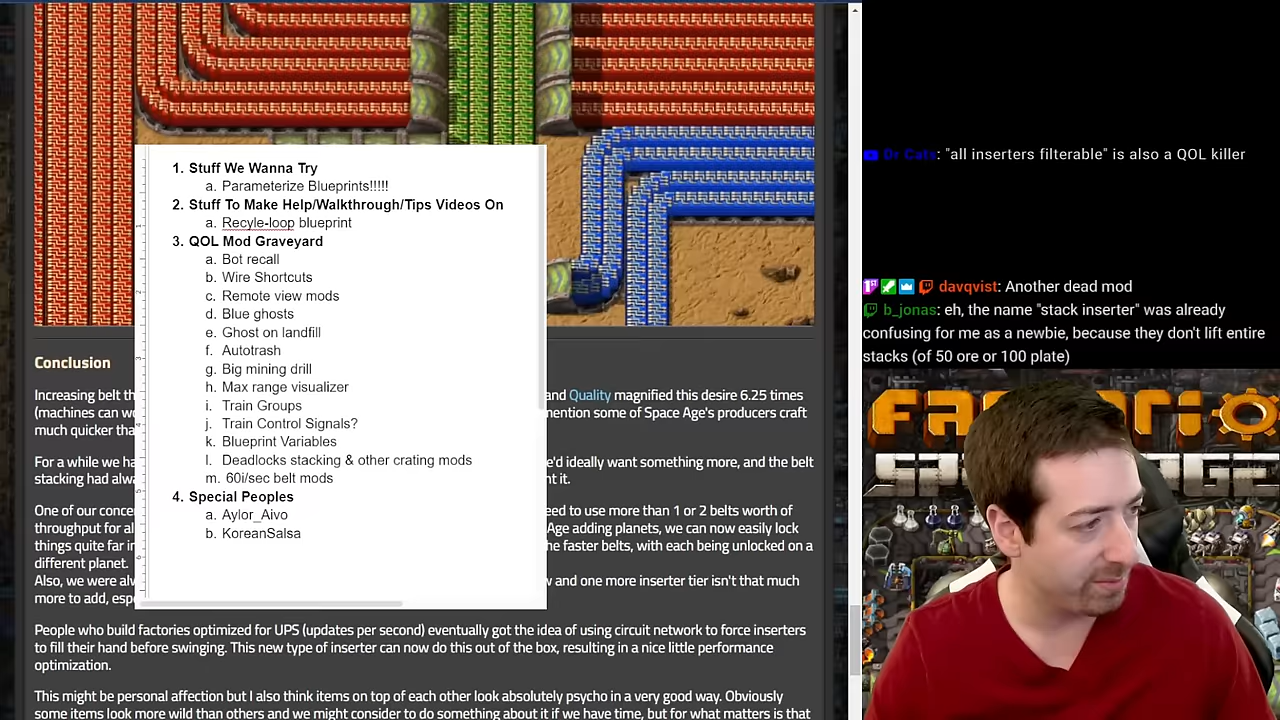 1. Stuff We Wanna Try
a. Parameterize Blueprints!!!!!
2. Stuff To Make Help/Walkthrough/Tips Videos On
a. Recyle-loop blueprint
3. QOL Mod Graveyard
a. Bot recall
b. Wire Shortcuts
c. Remote view mods
d. Blue ghosts
e. Ghost on landfill
f. Autotrash
g. Big mining drill
h. Max range visualizer
i. Train Groups
j. Train Control Signals?
k. Blueprint Variables
l. Deadlocks stacking & other crating mods
m. 60i/sec belt mods
4. Special Peoples
a. Aylor_Aivo
b. KoreanSalsa
Conclusion
Increasing belt and Quality magnified this desire 6.25 times
(machines can mention some of Space Age's producers craft
much quicker
For a while we 'd ideally want something more, and the belt
stacking had it.
One of our to use more than 1 or 2 belts worth of
throughput for Age adding planets, we can now easily lock
things quite far faster belts, with each being unlocked on a
different planet.
Also, we were and one more inserter tier isn't that much
more to add,
People who build factories optimized for UPS (updates per second) eventually got the idea of using circuit network to force inserters
to fill their hand before swinging. This new type of inserter can now do this out of the box, resulting in a nice little performance
optimization.
This might be personal affection but I also think items on top of each other look absolutely psycho in a very good way. Obviously
some items look more wild than others and we might consider to do something about it if we have time, but for what matters is that
Dr Cats: "all inserters filterable" is also a QOL killer
davqvist: Another dead mod
b_jonas: eh, the name "stack inserter" was already
confusing for me as a newbie, because they don't lift entire
stacks (of 50 ore or 100 plate)